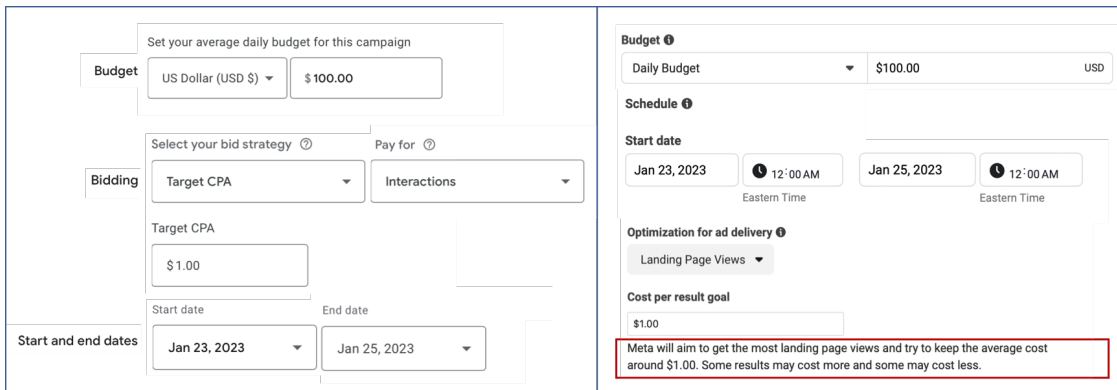 Set your average daily budget for this campaign
Budget
US Dollar (USD $) $ 100.00
Select your bid strategy Pay for
Bidding
Target CPA Interactions
Target CPA
$ 1.00
Start date End date
Start and end dates
Jan 23, 2023 Jan 25, 2023
Budget
Daily Budget $100.00 USD
Schedule
Start date
Jan 23, 2023 12:00 AM Jan 25, 2023 12:00 AM
Eastern Time Eastern Time
Optimization for ad delivery
Landing Page Views
Cost per result goal
$1.00
Meta will aim to get the most landing page views and try to keep the average cost
around $1.00. Some results may cost more and some may cost less.